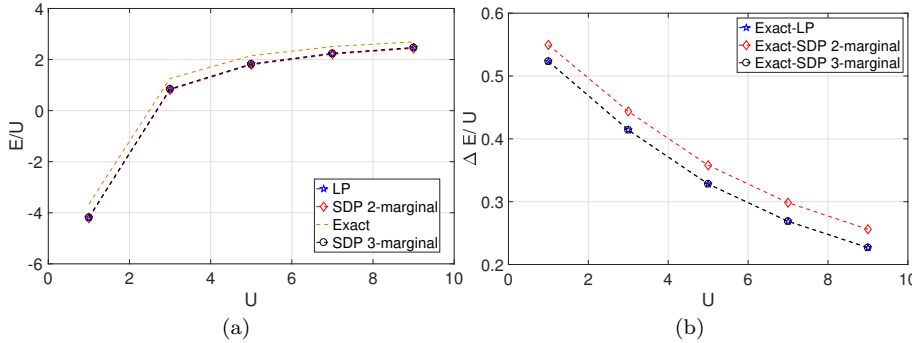 4
2
0
-2
-4
-6
E/U
0 2 4 6 8 10
U
LP
SDP 2-marginal
Exact
SDP 3-marginal
(a)
0.6
0.5
0.4
0.3
0.2
Δ E/ U
0 2 4 6 8 10
U
Exact-LP
Exact-SDP 2-marginal
Exact-SDP 3-marginal
(b)